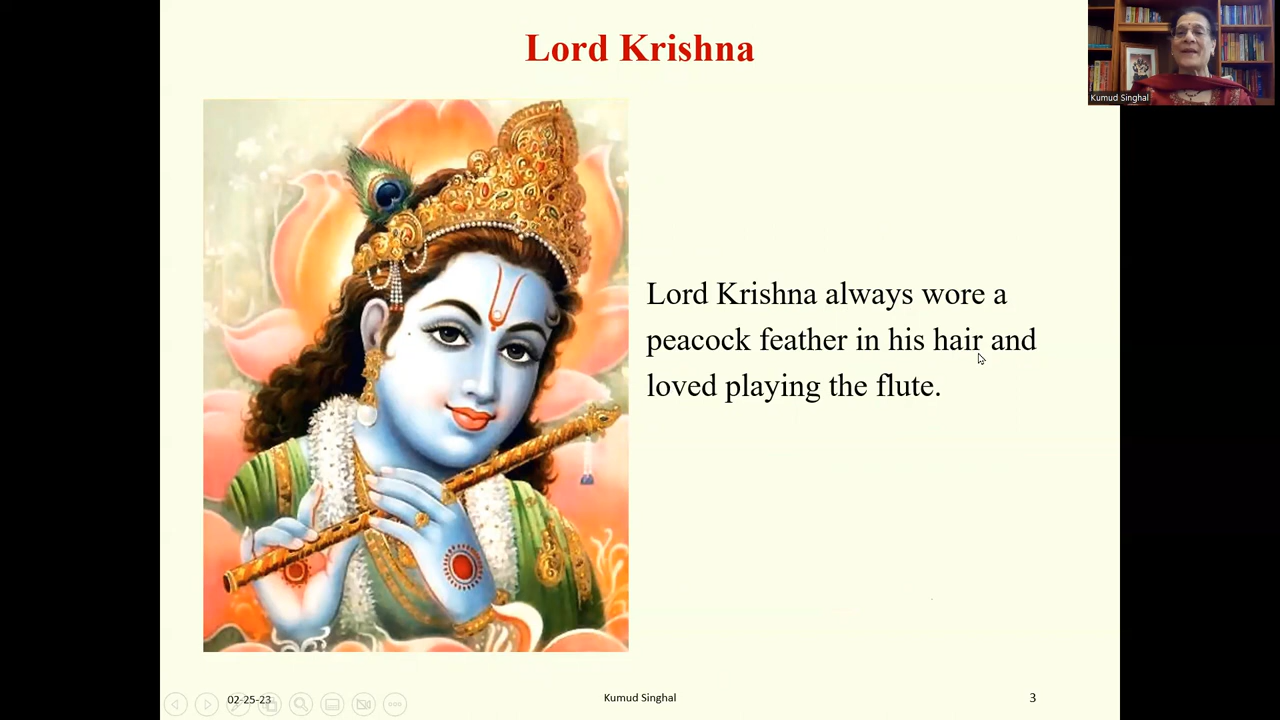 Lord Krishna
Kumud Singhal
Lord Krishna always wore a
peacock feather in his hair and
loved playing the flute.
02-25-23
Kumud Singhal
3